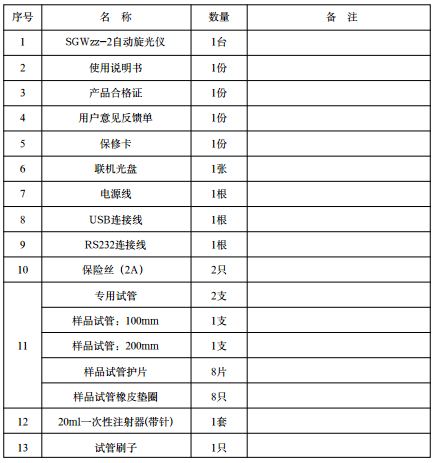 序号 名 称 数量 备 注
1 SGWzz-2自动旋光仪 1台
2 使用说明书 1份
3 产品合格证 1份
4 用户意见反馈单 1份
5 保修卡 1份
6 联机光盘 1张
7 电源线 1根
8 USB连接线 1根
9 RS232连接线 1根
10 保险丝（2A） 2只
11
专用试管 2支
样品试管：100mm 1支
样品试管：200mm 1支
样品试管护片 8片
样品试管橡皮垫圈 8只
12 20ml一次性注射器(带针) 1套
13 试管刷子 1只